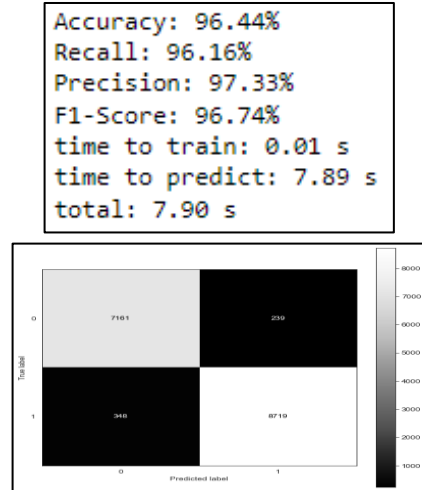 Accuracy: 96.44%
Recall: 96.16%
Precision: 97.33%
F1-Score: 96.74%
time to train: 0.01 s
time to predict: 7.89 s
total: 7.90 s
8000
7000
6000
5000
4000
3000
2000
1000
0 7161 239
True label
1 348 8719
0 1
Predicted label